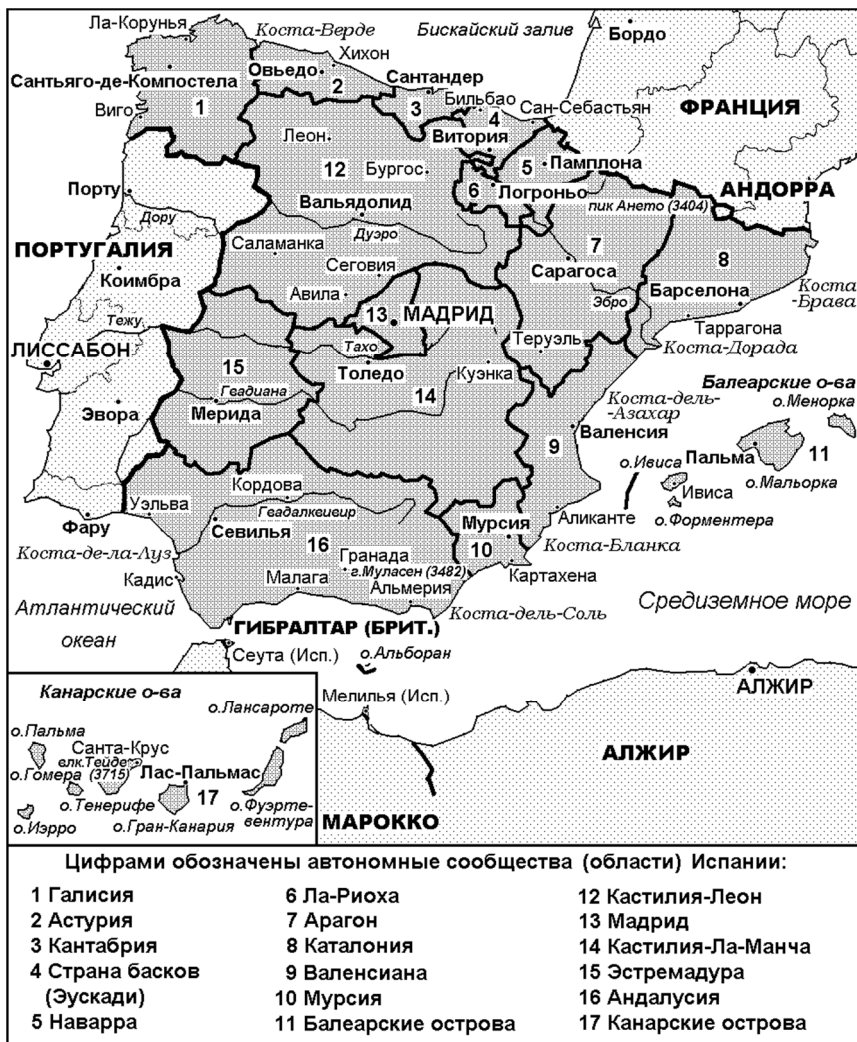 Ла-Корунья
Коста-Верде
Бискайский залив
Бордо
Хихон
Сантьяго-де-Компостела
Овьедо
2
Сантандер
ФРАНЦИЯ
1
3
Бильбао
4
Сан-Себастьян
Виго
Леон
Витория
5
Памплона
12
Бургос
6
Логроньо
АНДОРРА
Порту
Вальядолид
пик Ането (3404)
Дору
Дуэро
ПОРТУГАЛИЯ
Саламанка
7
8
Коимбра
Сеговия
Сарагоса
Барселона
Коста
-Брава
Авила
13
МАДРИД
Эбро
Тежу
Таррагона
ЛИССАБОН
Тахо
Теруэль
Коста-Дорада
15
Толедо
Куэнка
Балеарские о-ва
Гвадиана
14
Коста-дель-
-Азахар
о.Менорка
Эвора
Мерида
Валенсия
9
Пальма
11
о.Ивиса
о.Мальорка
Кордова
Ивиса
Уэльва
Гвадалквивир
Аликанте
о.Форментера
Фару
Севилья
Мурсия
Коста-Бланка
Коста-де-ла-Луз
16
Гранада
10
г.Муласен (3482)
Картахена
Кадис
Малага
Альмерия
Коста-дель-Соль
Средиземное море
Атлантический
океан
ГИБРАЛТАР (БРИТ.)
Сеута (Исп.)
о.Альборан
АЛЖИР
Мелилья (Исп.)
АЛЖИР
МАРОККО
Канарские о-ва
о.Лансароте
о.Пальма
Санта-Крус
влк.Тейде
о.Гомера (3715)
Лас-Пальмас
17
о.Тенерифе
о.Фуэрте-
вентура
о.Иэрро
о.Гран-Канария
Цифрами обозначены автономные сообщества (области) Испании:
1 Галисия
2 Астурия
3 Кантабрия
4 Страна басков
(Эускади)
5 Наварра
6 Ла-Риоха
7 Арагон
8 Каталония
9 Валенсиана
10 Мурсия
11 Балеарские острова
12 Кастилия-Леон
13 Мадрид
14 Кастилия-Ла-Манча
15 Эстремадура
16 Андалусия
17 Канарские острова